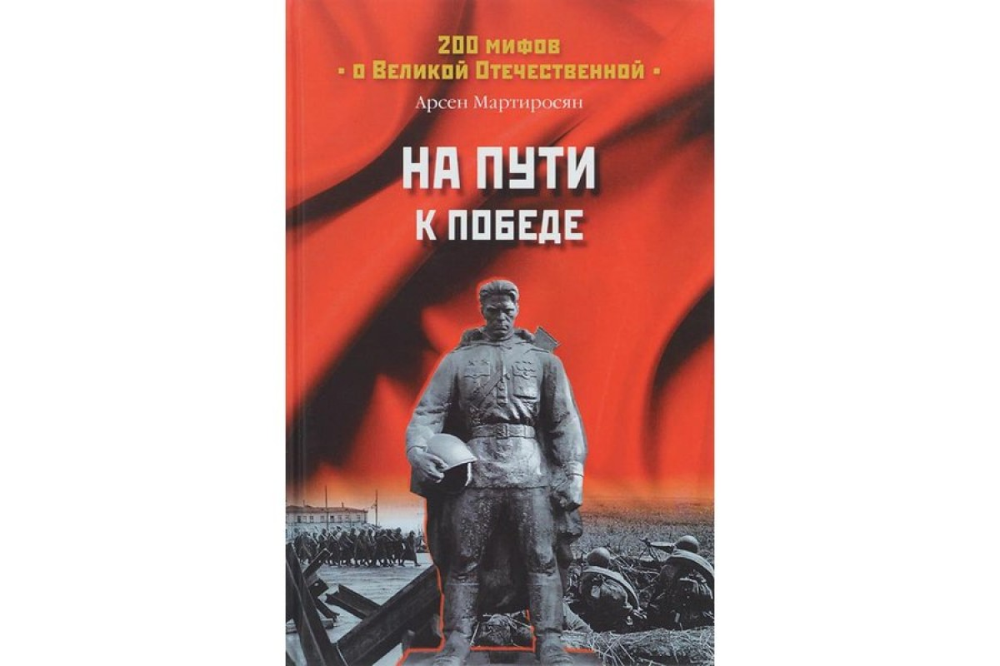 200 мифов
· о Великой Отечественной ·
Арсен Мартиросян
НА ПУТИ
К ПОБЕДЕ